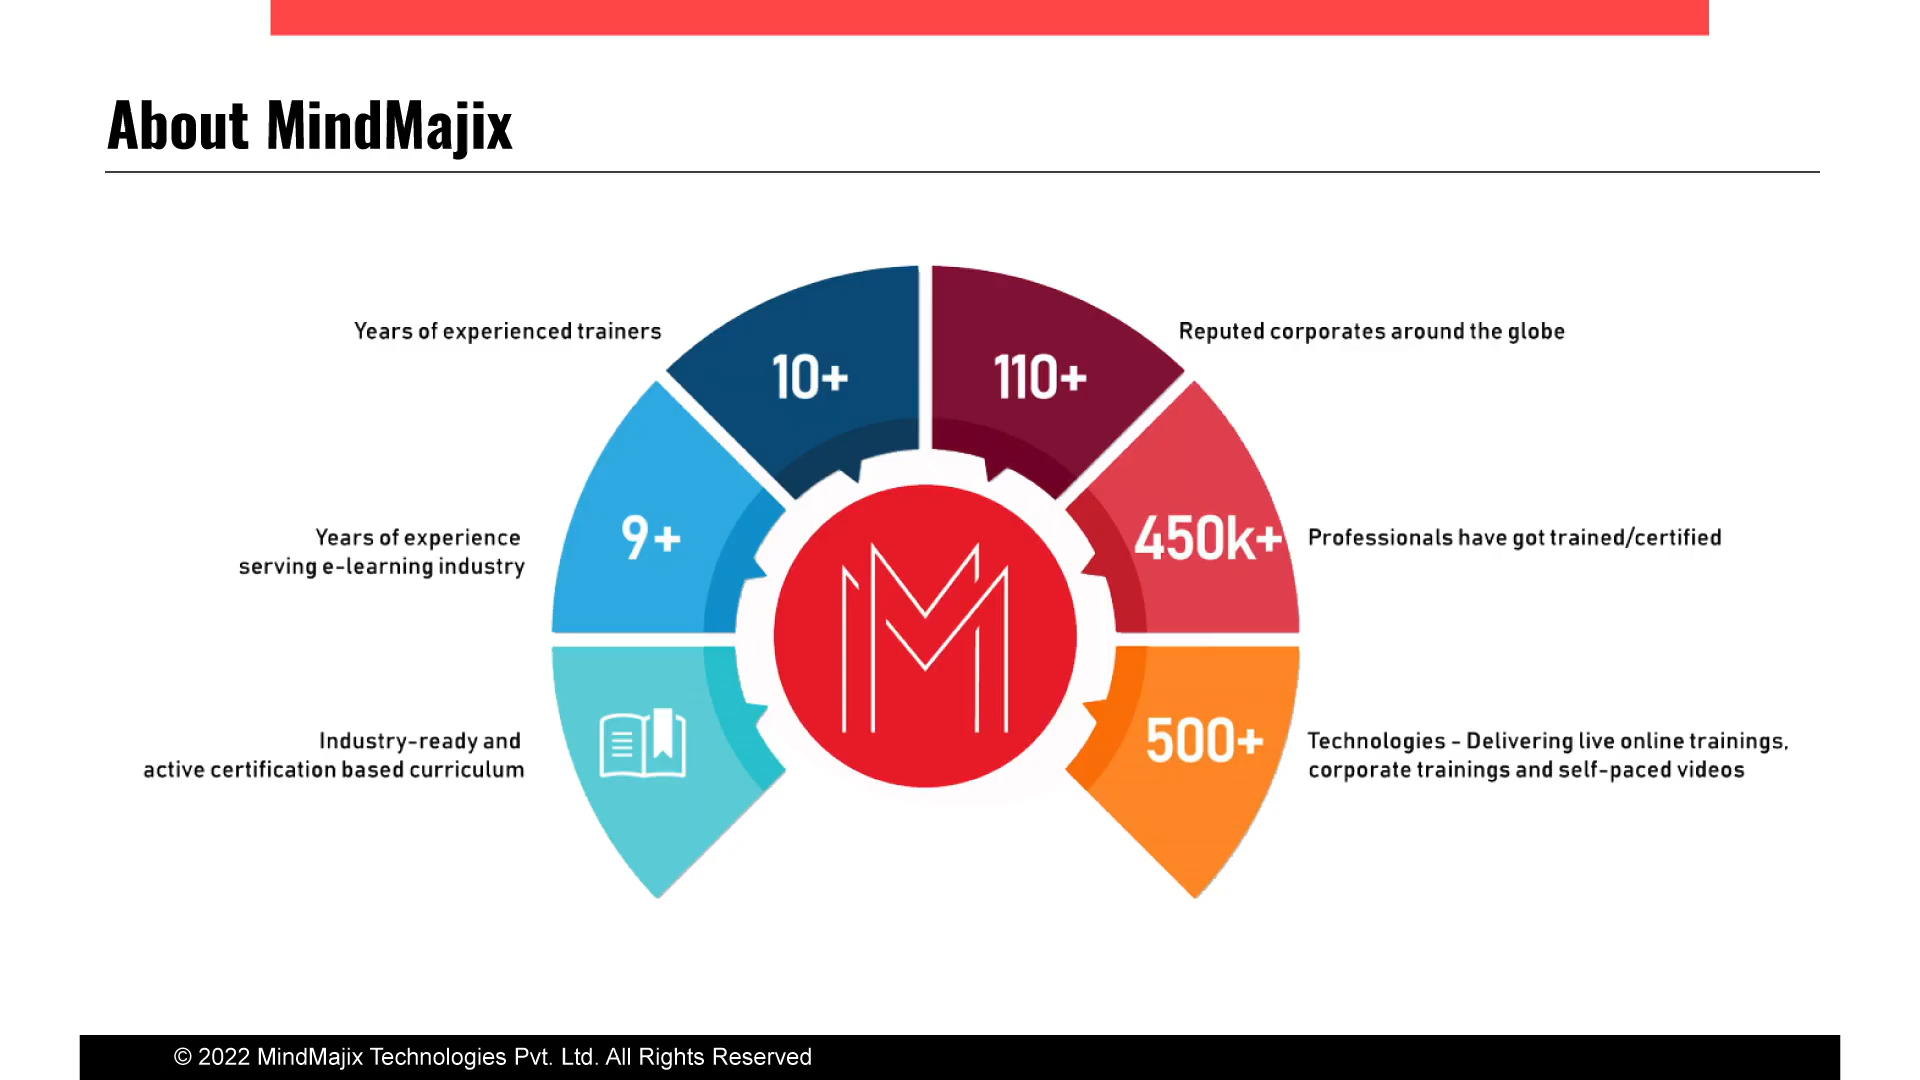 About MindMajix
Years of experienced trainers
10+
110+
Reputed corporates around the globe
Years of experience
serving e-learning industry
9+
450k+
Professionals have got trained/certified
Industry-ready and
active certification based curriculum
500+
Technologies - Delivering live online trainings,
corporate trainings and self-paced videos
© 2022 MindMajix Technologies Pvt. Ltd. All Rights Reserved